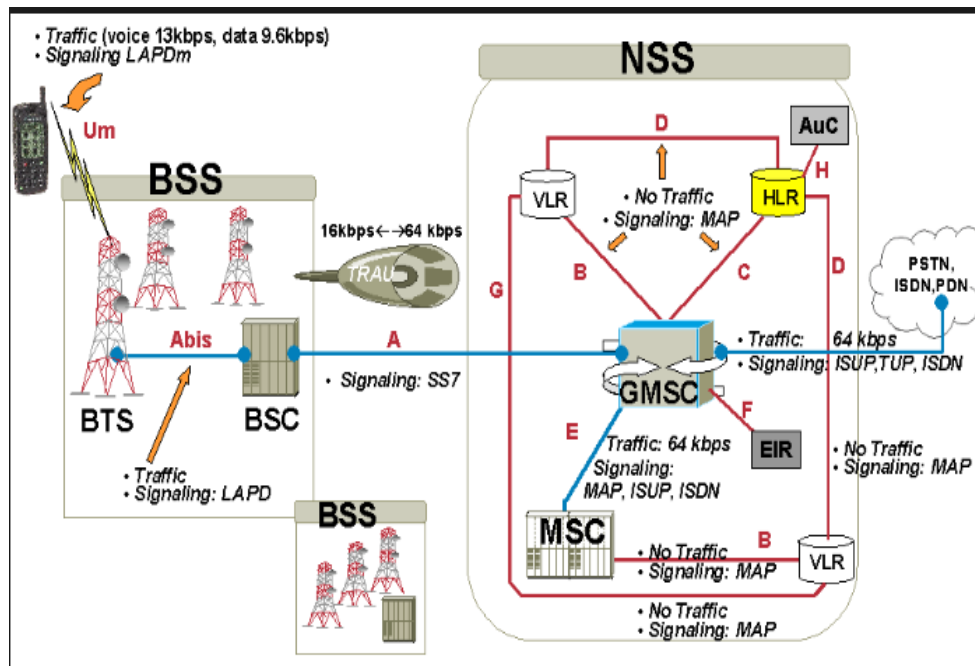 • Traffic (voice 13kbps, data 9.6kbps)
• Signaling LAPDm
Um
BSS
16kbps<-->64 kbps
TRAU
Abis
BTS
BSC
• Traffic
• Signaling: LAPD
A
• Signaling: SS7
BSS
NSS
D
AuC
H
VLR
HLR
• No Traffic
• Signaling: MAP
B
C
G
D
PSTN,
ISDN,PDN
• Traffic: 64 kbps
• Signaling: ISUP,TUP, ISDN
GMSC
F
EIR
E
Traffic: 64 kbps
Signaling:
MAP, ISUP, ISDN
• No Traffic
• Signaling: MAP
MSC
B
• No Traffic
• Signaling: MAP
VLR
• No Traffic
• Signaling: MAP